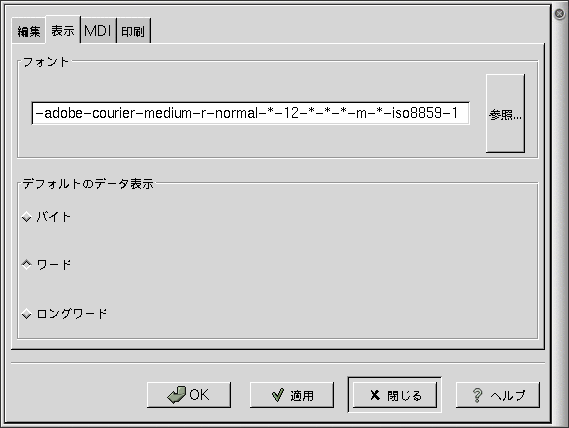 編集 表示 MDI 印刷
フォント
-adobe-courier-medium-r-normal-*-12-*-*-*-m-*-iso8859-1 参照...
デフォルトのデータ表示
バイト
ワード
ロングワード
OK 適用 閉じる ヘルプ